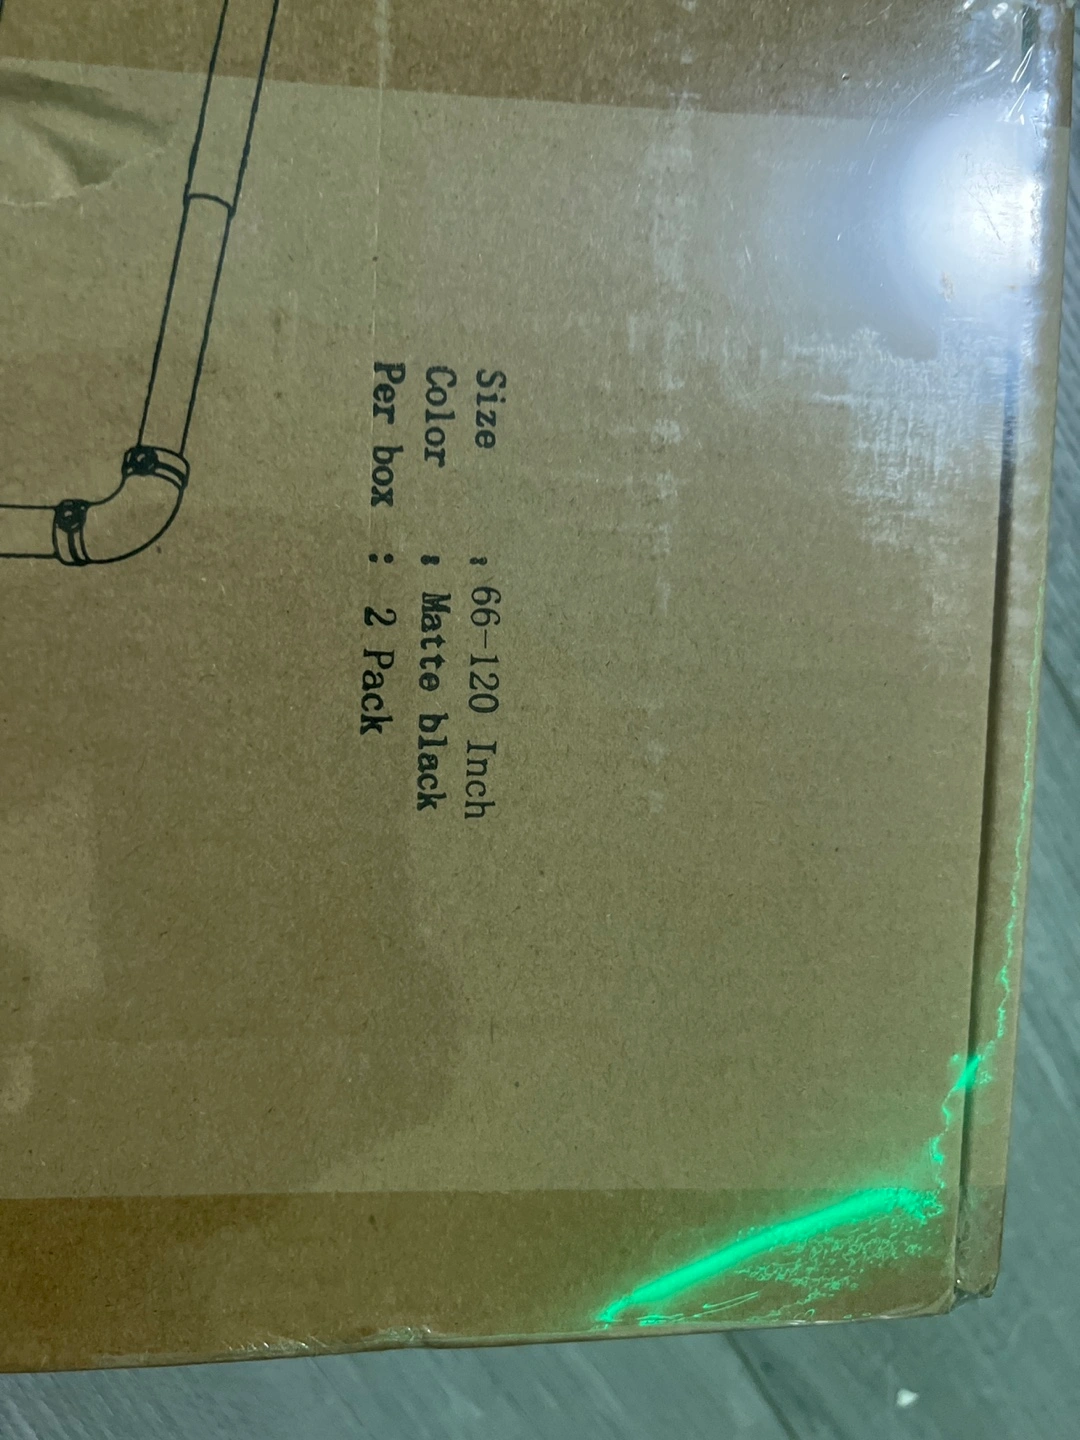 Size : 66-120 Inch
Color : Matte black
Per box : 2 Pack